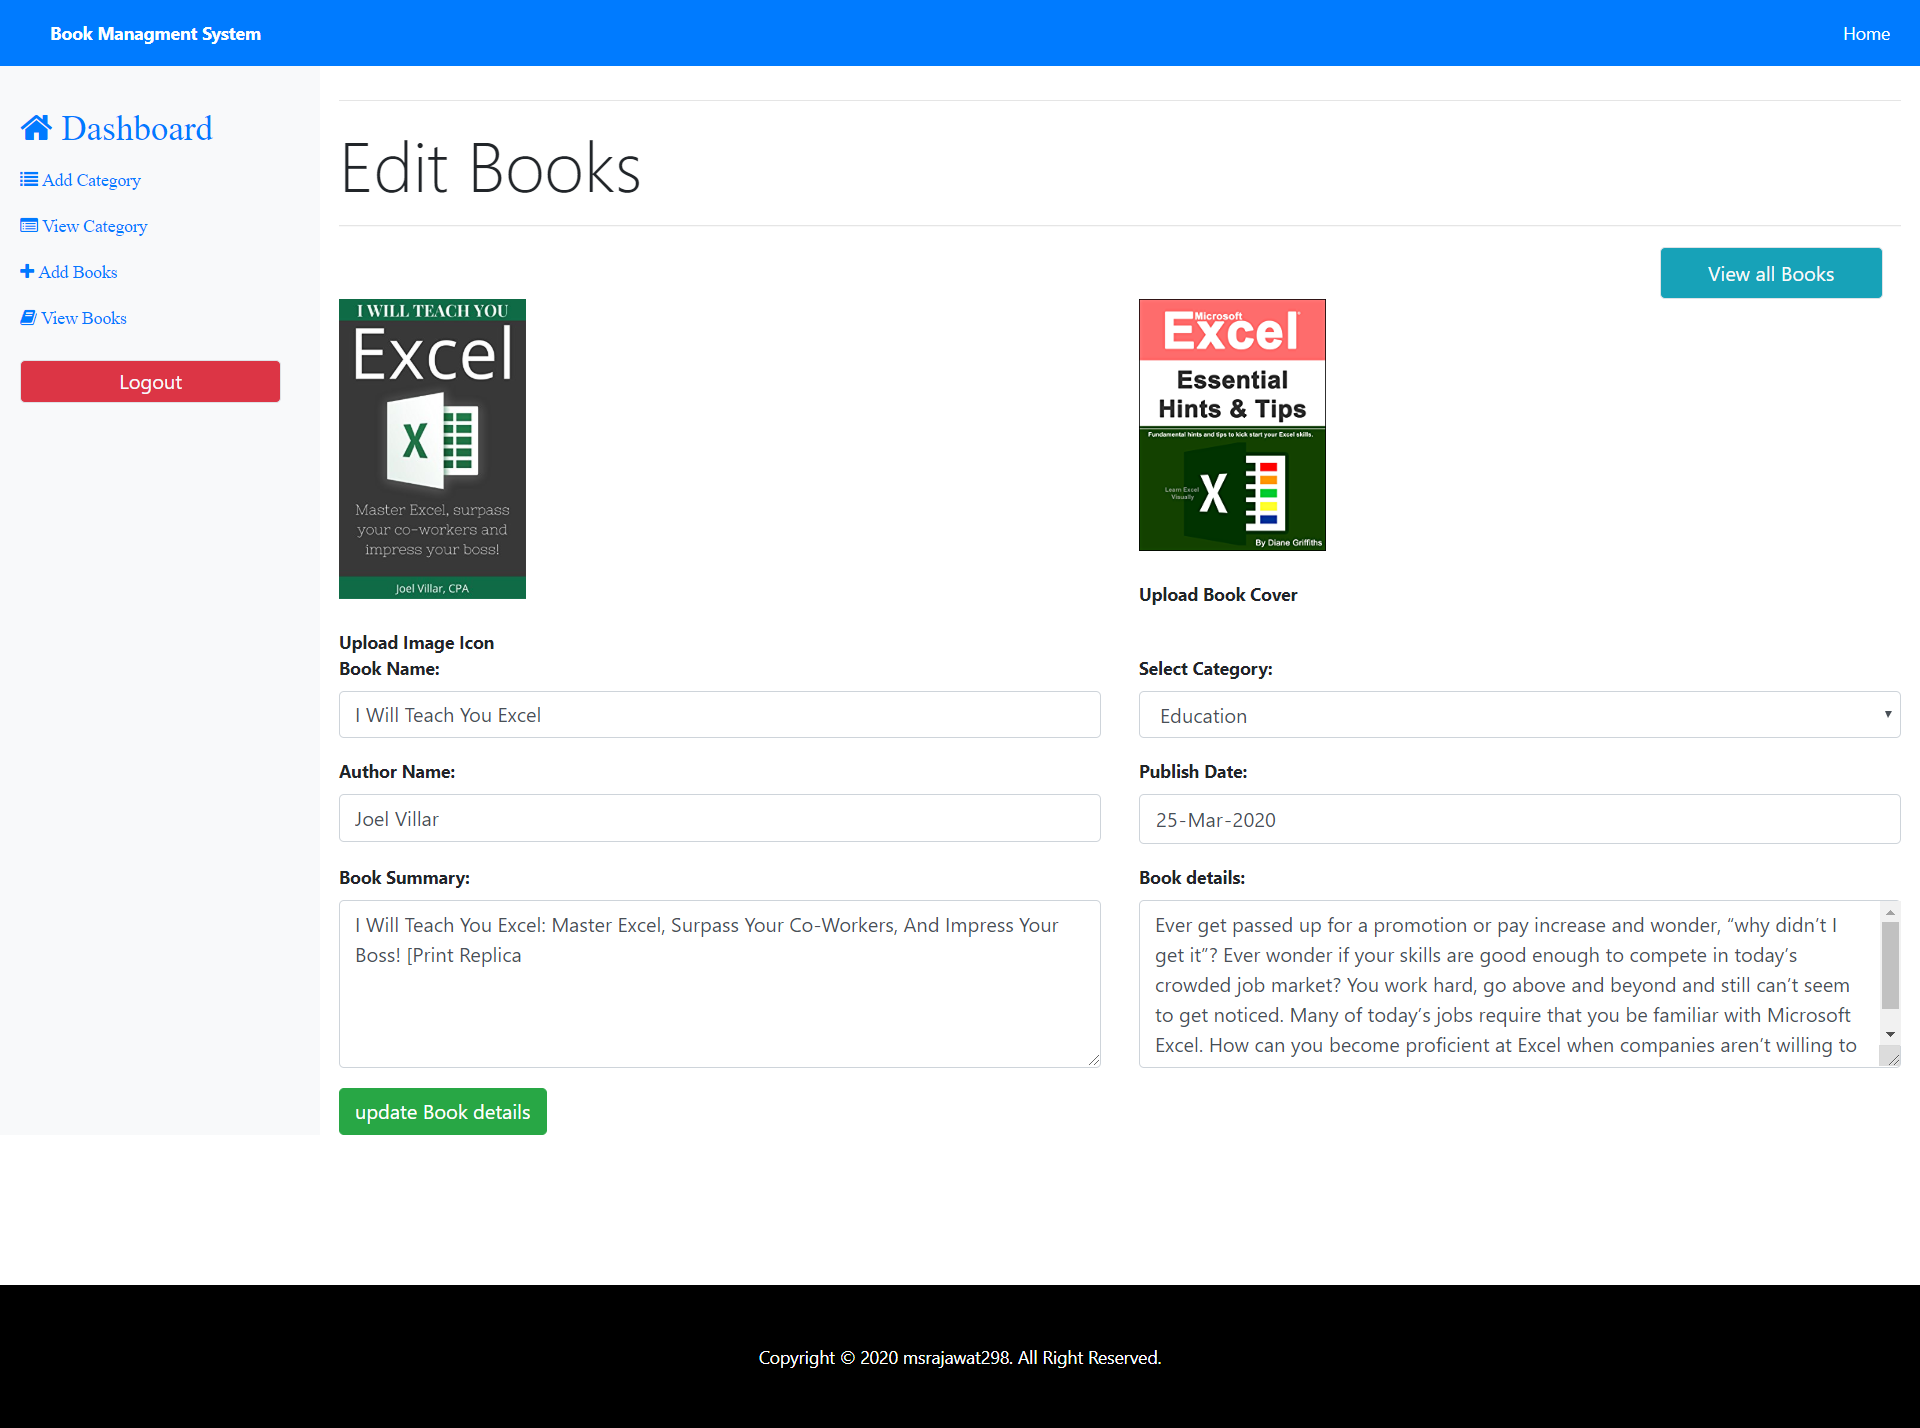 Book Managment System
Home
Dashboard
Add Category
View Category
Add Books
View Books
Logout
Edit Books
View all Books
I WILL TEACH YOU
Excel
X
Master Excel, surpass
your co-workers and
impress your boss!
Joel Villar, CPA
Microsoft
Excel
Essential
Hints & Tips
Fundamental hints and tips to kick start your Excel skills.
Learn Excel
Visually
X
By Diane Griffiths
Upload Image Icon
Upload Book Cover
Book Name:
I Will Teach You Excel
Select Category:
Education
Author Name:
Joel Villar
Publish Date:
25-Mar-2020
Book Summary:
I Will Teach You Excel: Master Excel, Surpass Your Co-Workers, And Impress Your
Boss! [Print Replica
Book details:
Ever get passed up for a promotion or pay increase and wonder, “why didn’t I
get it”? Ever wonder if your skills are good enough to compete in today’s
crowded job market? You work hard, go above and beyond and still can’t seem
to get noticed. Many of today’s jobs require that you be familiar with Microsoft
Excel. How can you become proficient at Excel when companies aren’t willing to
update Book details
Copyright © 2020 msrajawat298. All Right Reserved.